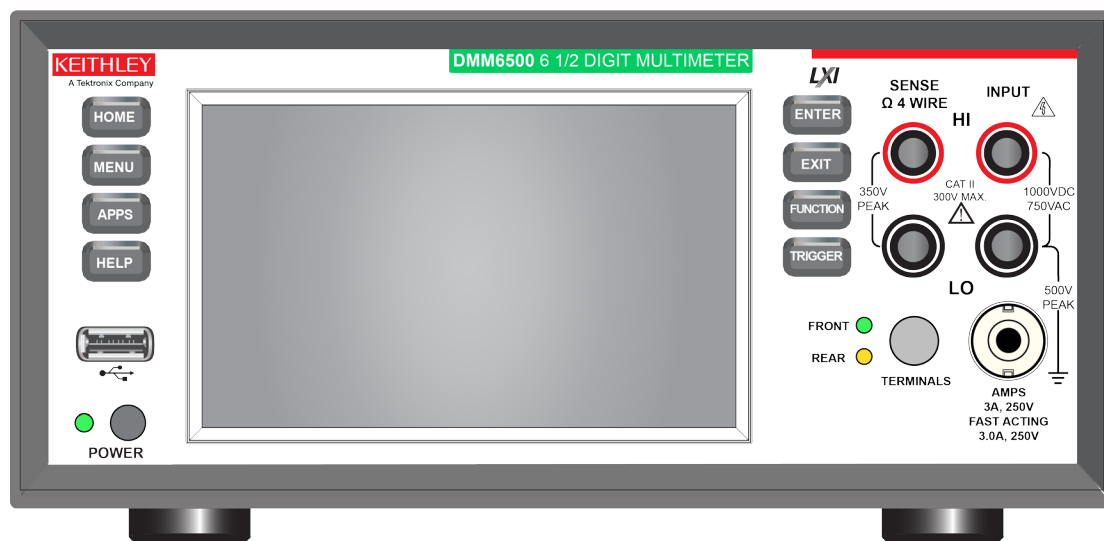 KEITHLEY
A Tektronix Company
DMM6500 6 1/2 DIGIT MULTIMETER
LXI
HOME
MENU
APPS
HELP
POWER
ENTER
EXIT
FUNCTION
TRIGGER
SENSE
Ω 4 WIRE
INPUT
HI
350V
PEAK
CAT II
300V MAX.
1000VDC
750VAC
LO
500V
PEAK
FRONT
REAR
TERMINALS
AMPS
3A, 250V
FAST ACTING
3.0A, 250V